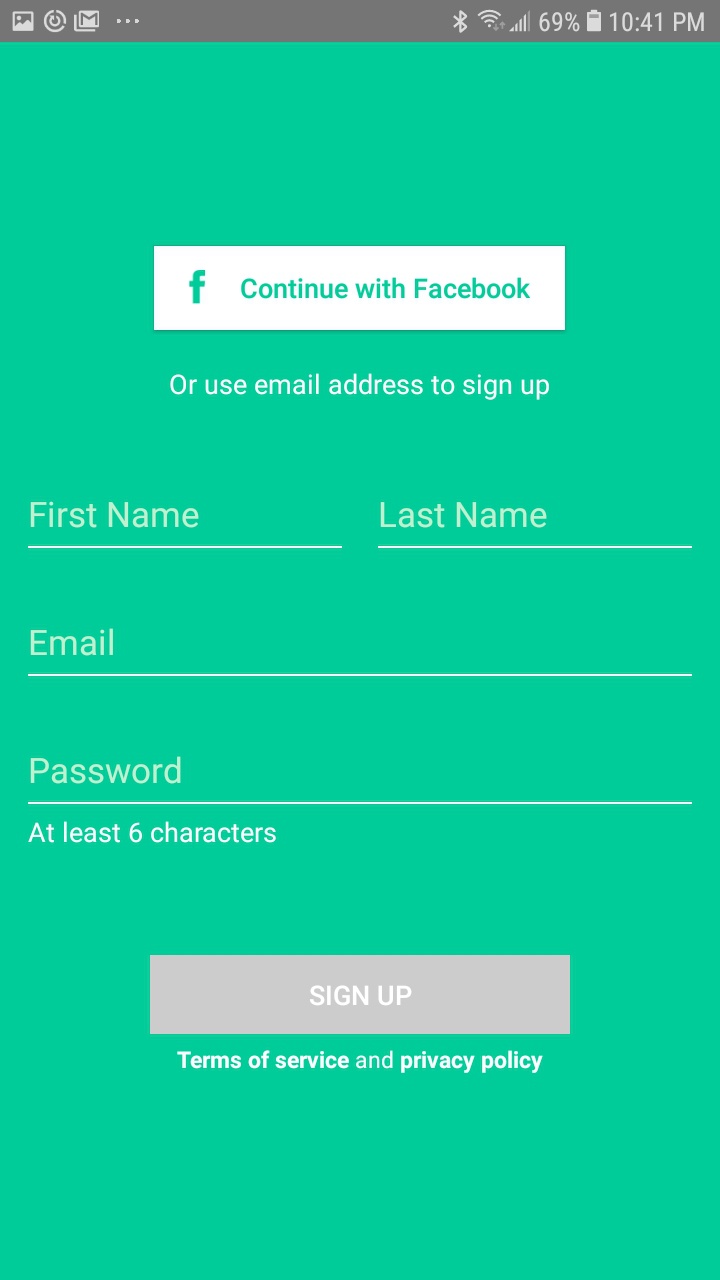 69% 10:41 PM
Continue with Facebook
Or use email address to sign up
First Name Last Name
Email
Password
At least 6 characters
SIGN UP
Terms of service and privacy policy